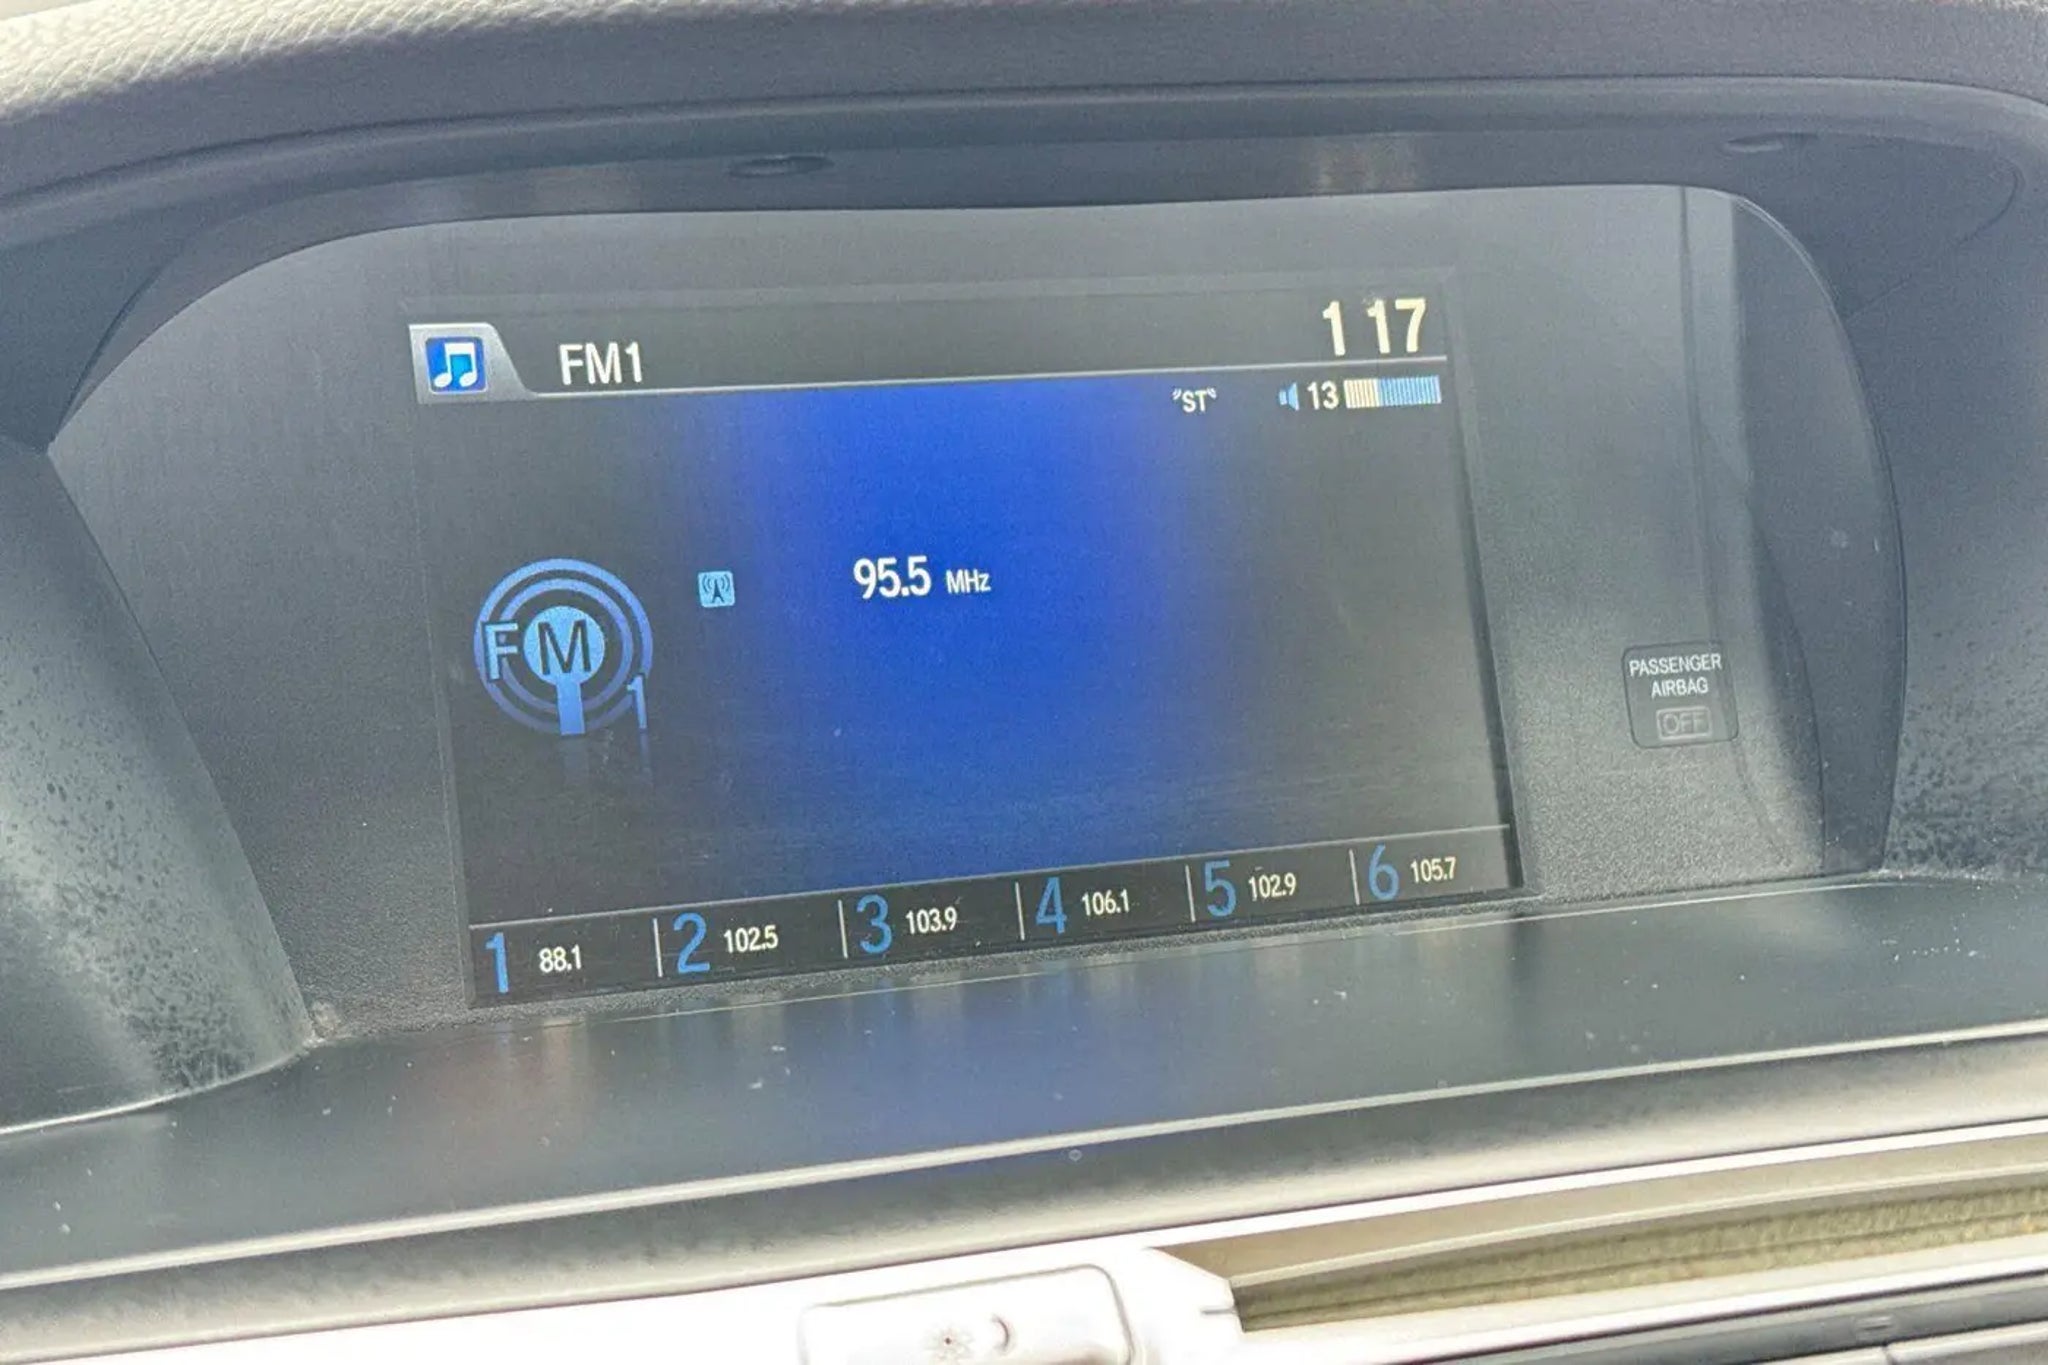 FM1
1 17
"ST"
13
95.5 MHz
FM
1
PASSENGER
AIRBAG
OFF
1 88.1
2 102.5
3 103.9
4 106.1
5 102.9
6 105.7